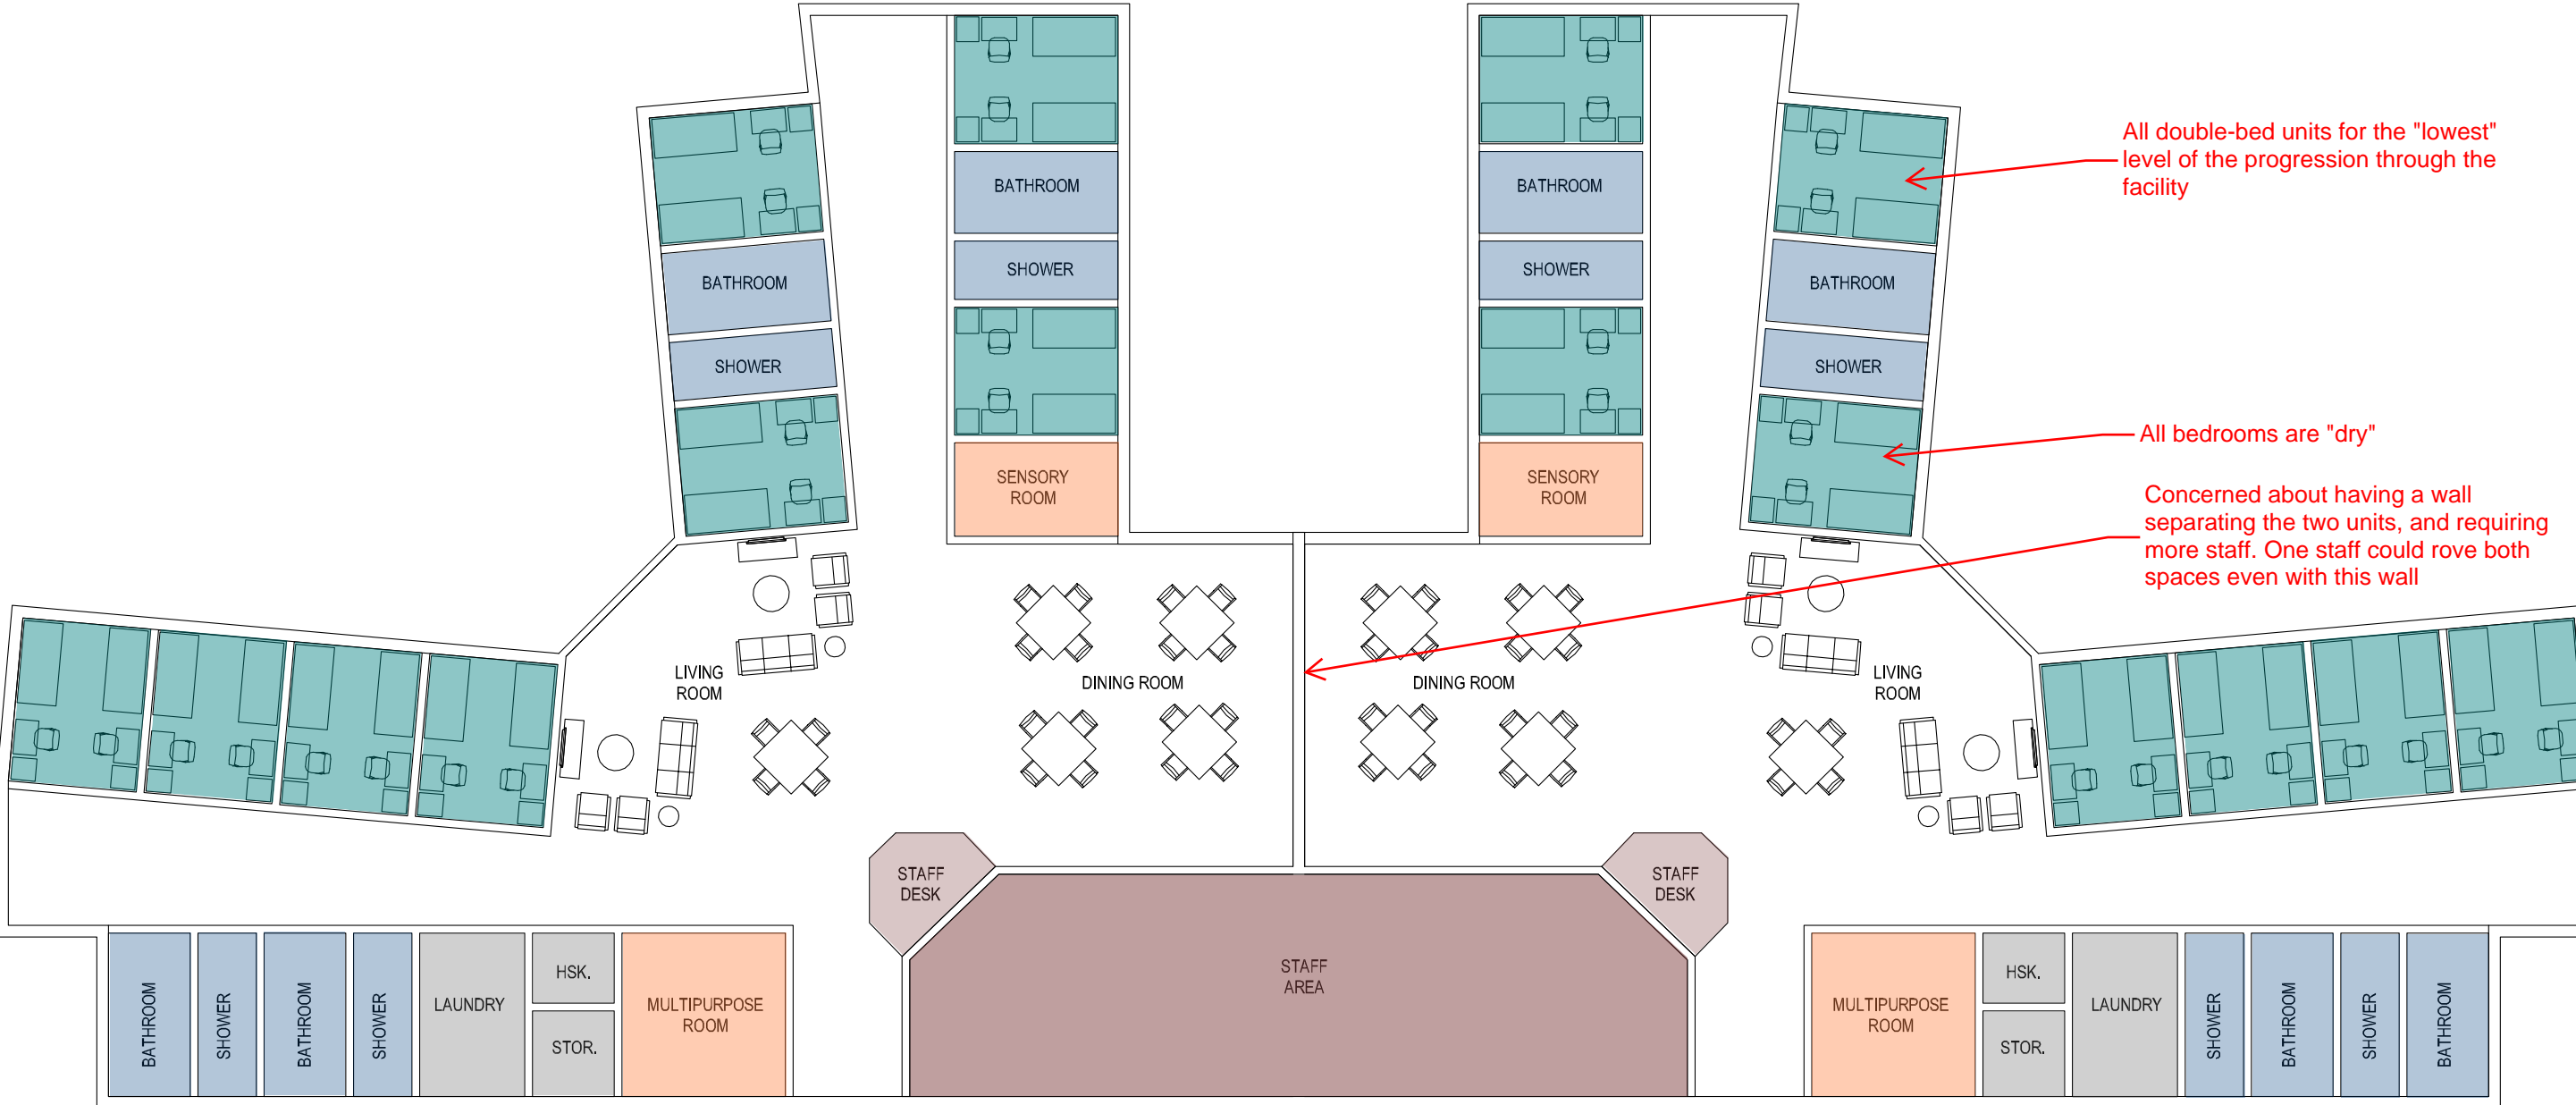 All double-bed units for the "lowest"
level of the progression through the
facility
BATHROOM
BATHROOM
BATHROOM
BATHROOM
SHOWER
SHOWER
SHOWER
SHOWER
All bedrooms are "dry"
SENSORY
ROOM
SENSORY
ROOM
Concerned about having a wall
separating the two units, and requiring
more staff. One staff could rove both
spaces even with this wall
LIVING
ROOM
DINING ROOM
DINING ROOM
LIVING
ROOM
STAFF
DESK
STAFF
DESK
BATHROOM
SHOWER
BATHROOM
SHOWER
LAUNDRY
HSK.
STOR.
MULTIPURPOSE
ROOM
STAFF
AREA
MULTIPURPOSE
ROOM
HSK.
STOR.
LAUNDRY
SHOWER
BATHROOM
SHOWER
BATHROOM